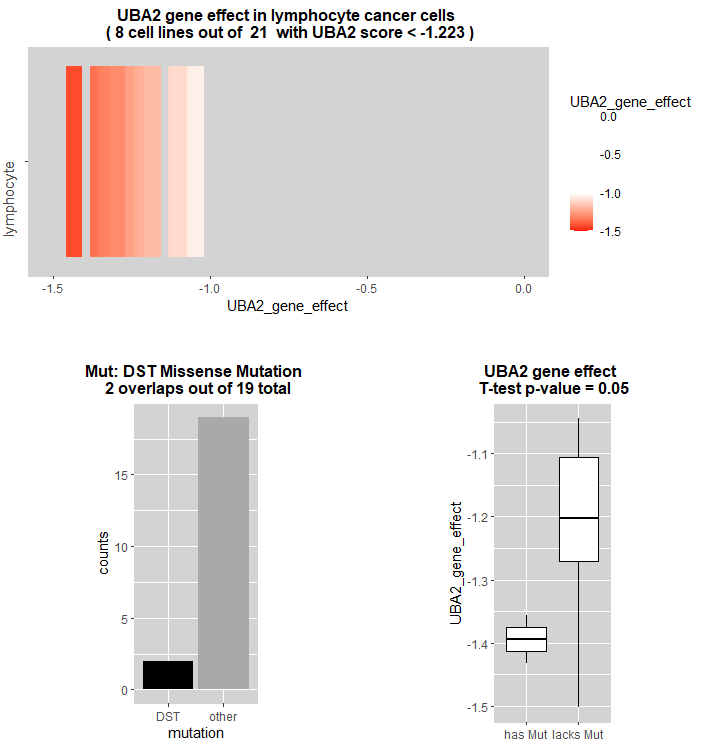 UBA2 gene effect in lymphocyte cancer cells
( 8 cell lines out of  21  with UBA2 score < -1.223 )
lymphocyte
-1.5
-1.0
-0.5
0.0
UBA2_gene_effect
UBA2_gene_effect
0.0
-0.5
-1.0
-1.5
Mut: DST Missense Mutation
2 overlaps out of 19 total
counts
15
10
5
0
DST
other
mutation
UBA2 gene effect
T-test p-value = 0.05
UBA2_gene_effect
-1.1
-1.2
-1.3
-1.4
-1.5
has Mut
lacks Mut